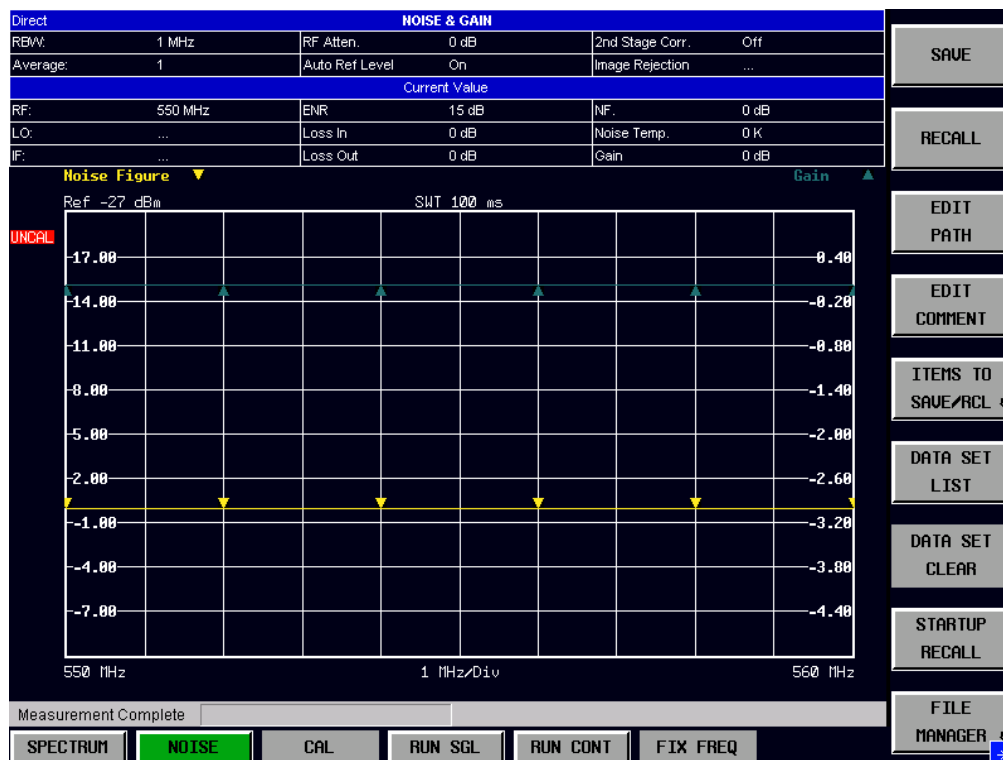 Direct NOISE & GAIN
RBW: 1 MHz RF Atten. 0 dB 2nd Stage Corr. Off
Average: 1 Auto Ref Level On Image Rejection ...
Current Value
RF: 550 MHz ENR 15 dB NF. 0 dB
LO: ... Loss In 0 dB Noise Temp. 0 K
IF: ... Loss Out 0 dB Gain 0 dB
Noise Figure ▼ Gain ▲
Ref -27 dBm SWT 100 ms
UNCAL
17.00 0.40
14.00 -0.20
11.00 -0.80
8.00 -1.40
5.00 -2.00
2.00 -2.60
-1.00 -3.20
-4.00 -3.80
-7.00 -4.40
550 MHz 1 MHz/Div 560 MHz
Measurement Complete
SPECTRUM NOISE CAL RUN SGL RUN CONT FIX FREQ
SAVE
RECALL
EDIT
PATH
EDIT
COMMENT
ITEMS TO
SAVE/RCL
DATA SET
LIST
DATA SET
CLEAR
STARTUP
RECALL
FILE
MANAGER